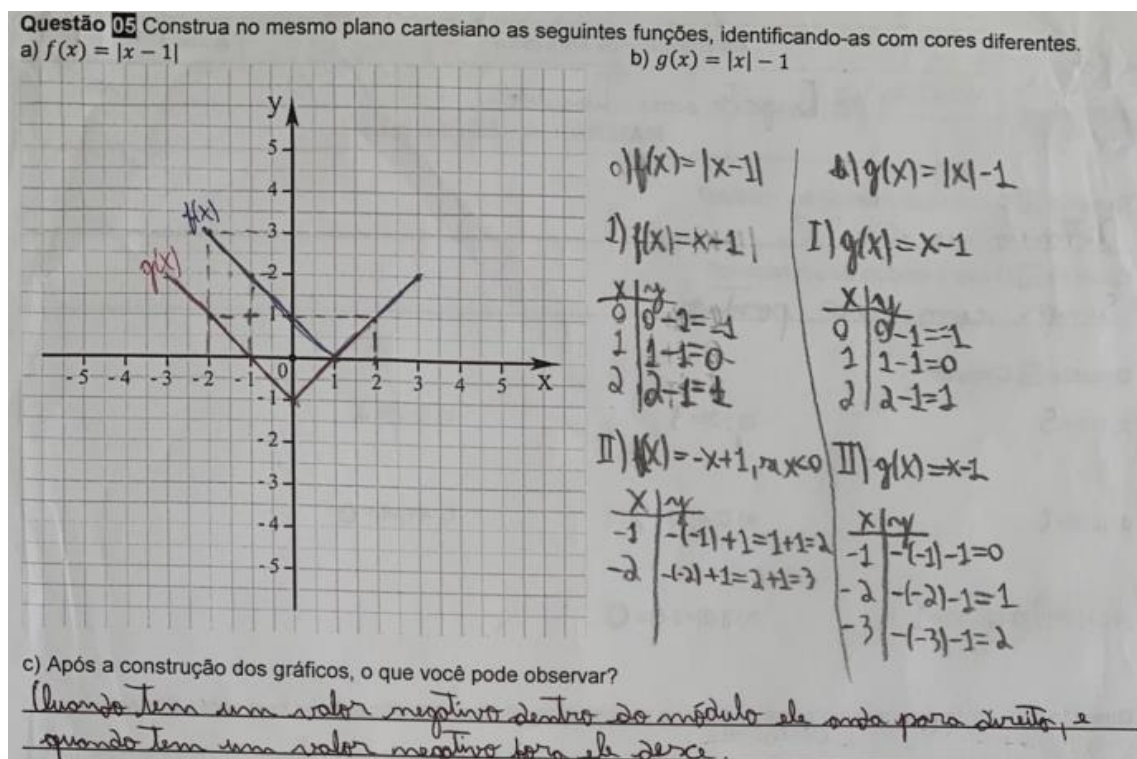 Questão 05 Construa no mesmo plano cartesiano as seguintes funções, identificando-as com cores diferentes.
a) f(x) = |x − 1|
b) g(x) = |x| − 1
y
5
4
3
2
1
0
-5 -4 -3 -2 -1 1 2 3 4 5 x
-1
-2
-3
-4
-5
f(x)
g(x)
a) f(x)=|x-1|
I) f(x)=x-1
x | y
0 | 0-1=-1
1 | 1-1=0
2 | 2-1=1
II) f(x)=-x+1, x<0
x | y
-1 | -(-1)+1=1+1=2
-2 | -(-2)+1=2+1=3
b) g(x)=|x|-1
I) g(x)=x-1
x | y
0 | 0-1=-1
1 | 1-1=0
2 | 2-1=1
II) g(x)=-x-1
x | y
-1 | -(-1)-1=0
-2 | -(-2)-1=1
-3 | -(-3)-1=2
c) Após a construção dos gráficos, o que você pode observar?
Quando tem um valor negativo dentro do módulo ele anda para direito, e
quando tem um valor negativo fora ele desce.